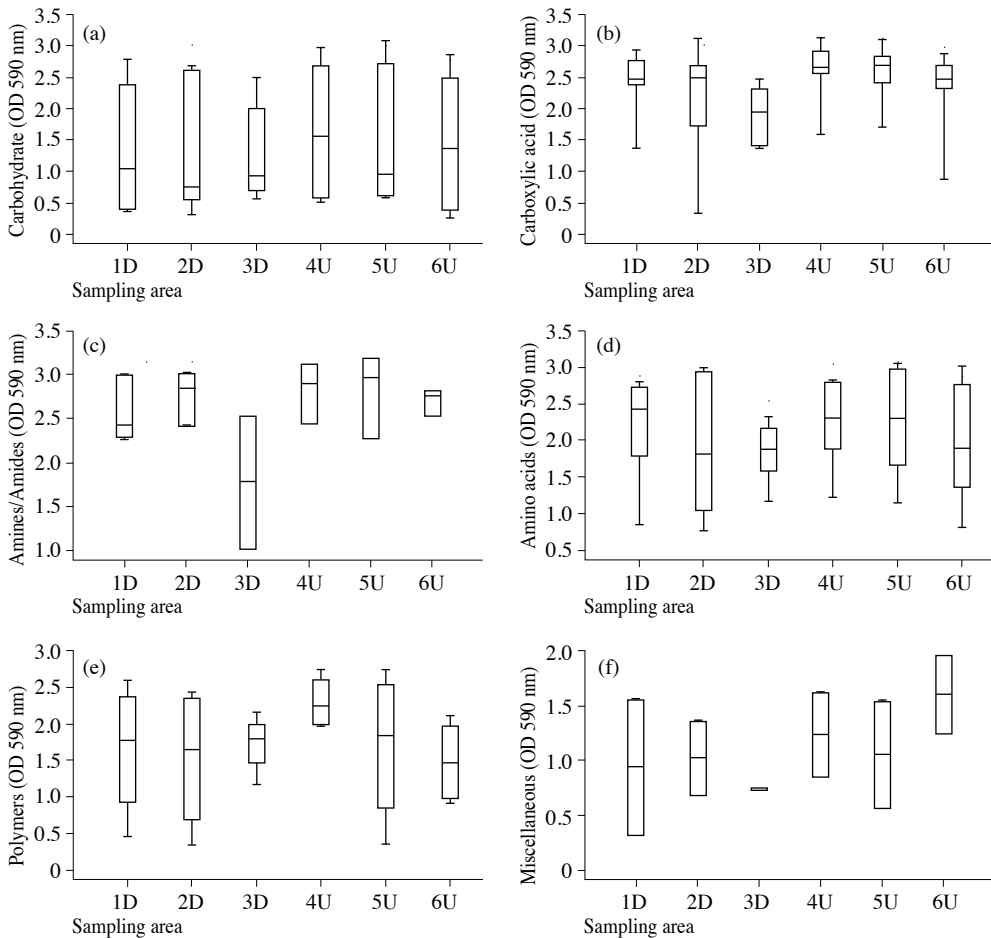 (a)
Carbohydrate (OD 590 nm)
3.5
3.0
2.5
2.0
1.5
1.0
0.5
0
1D 2D 3D 4U 5U 6U
Sampling area
(b)
Carboxylic acid (OD 590 nm)
3.5
3.0
2.5
2.0
1.5
1.0
0.5
0
1D 2D 3D 4U 5U 6U
Sampling area
(c)
Amines/Amides (OD 590 nm)
3.5
3.0
2.5
2.0
1.5
1.0
1D 2D 3D 4U 5U 6U
Sampling area
(d)
Amino acids (OD 590 nm)
3.5
3.0
2.5
2.0
1.5
1.0
0.5
1D 2D 3D 4U 5U 6U
Sampling area
(e)
Polymers (OD 590 nm)
3.0
2.5
2.0
1.5
1.0
0.5
0
1D 2D 3D 4U 5U 6U
Sampling area
(f)
Miscellaneous (OD 590 nm)
2.0
1.5
1.0
0.5
0
1D 2D 3D 4U 5U 6U
Sampling area